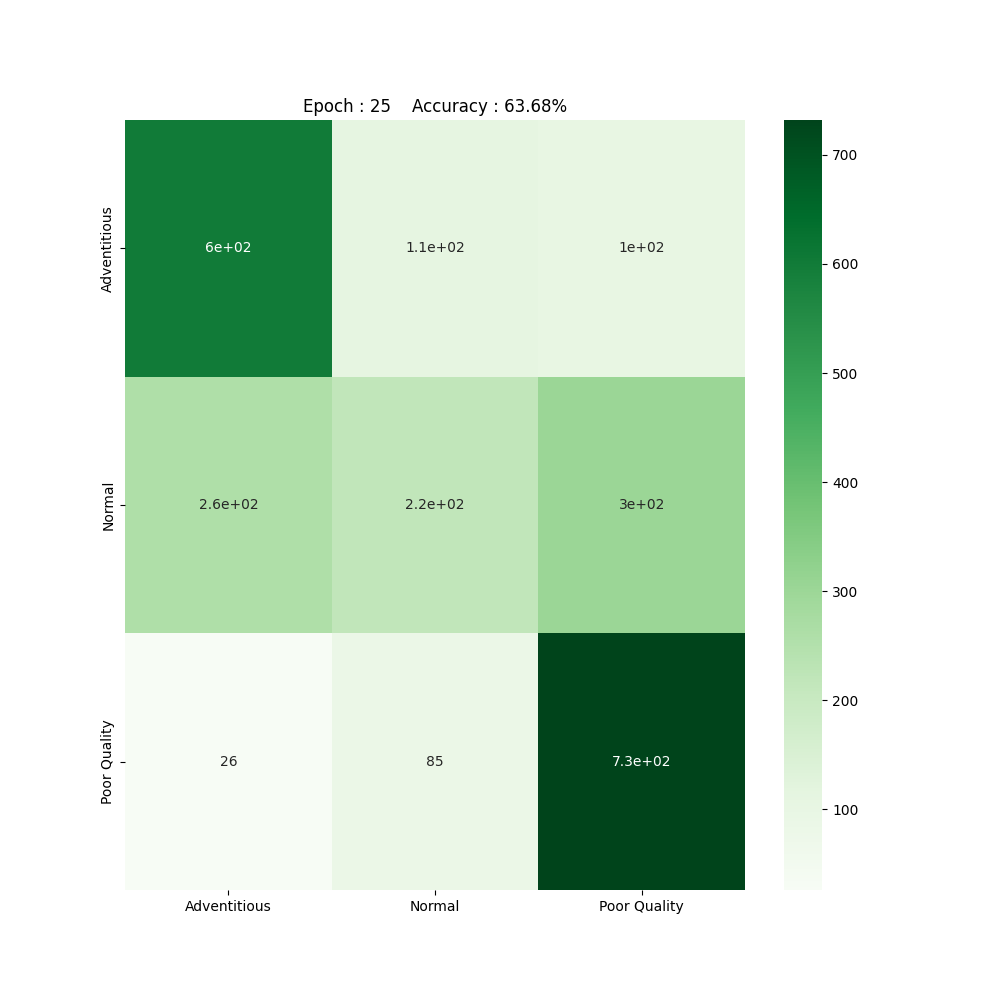 Epoch : 25    Accuracy : 63.68%
Adventitious
6e+02 1.1e+02 1e+02
Normal
2.6e+02 2.2e+02 3e+02
Poor Quality
26 85 7.3e+02
Adventitious Normal Poor Quality
700
600
500
400
300
200
100